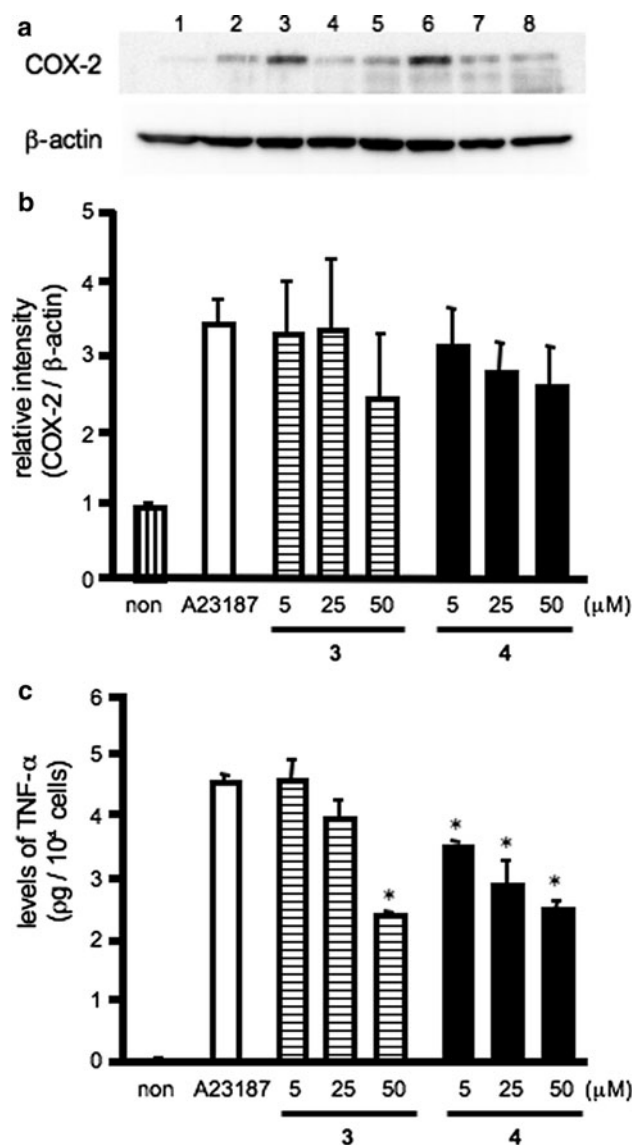 a
1 2 3 4 5 6 7 8
COX-2
β-actin
b
relative intensity
(COX-2 / β-actin)
5
4
3
2
1
0
non A23187 5 25 50 5 25 50 (μM)
3 4
c
levels of TNF-α
(pg / 10⁴ cells)
6
5
4
3
2
1
0
* * * *
non A23187 5 25 50 5 25 50 (μM)
3 4